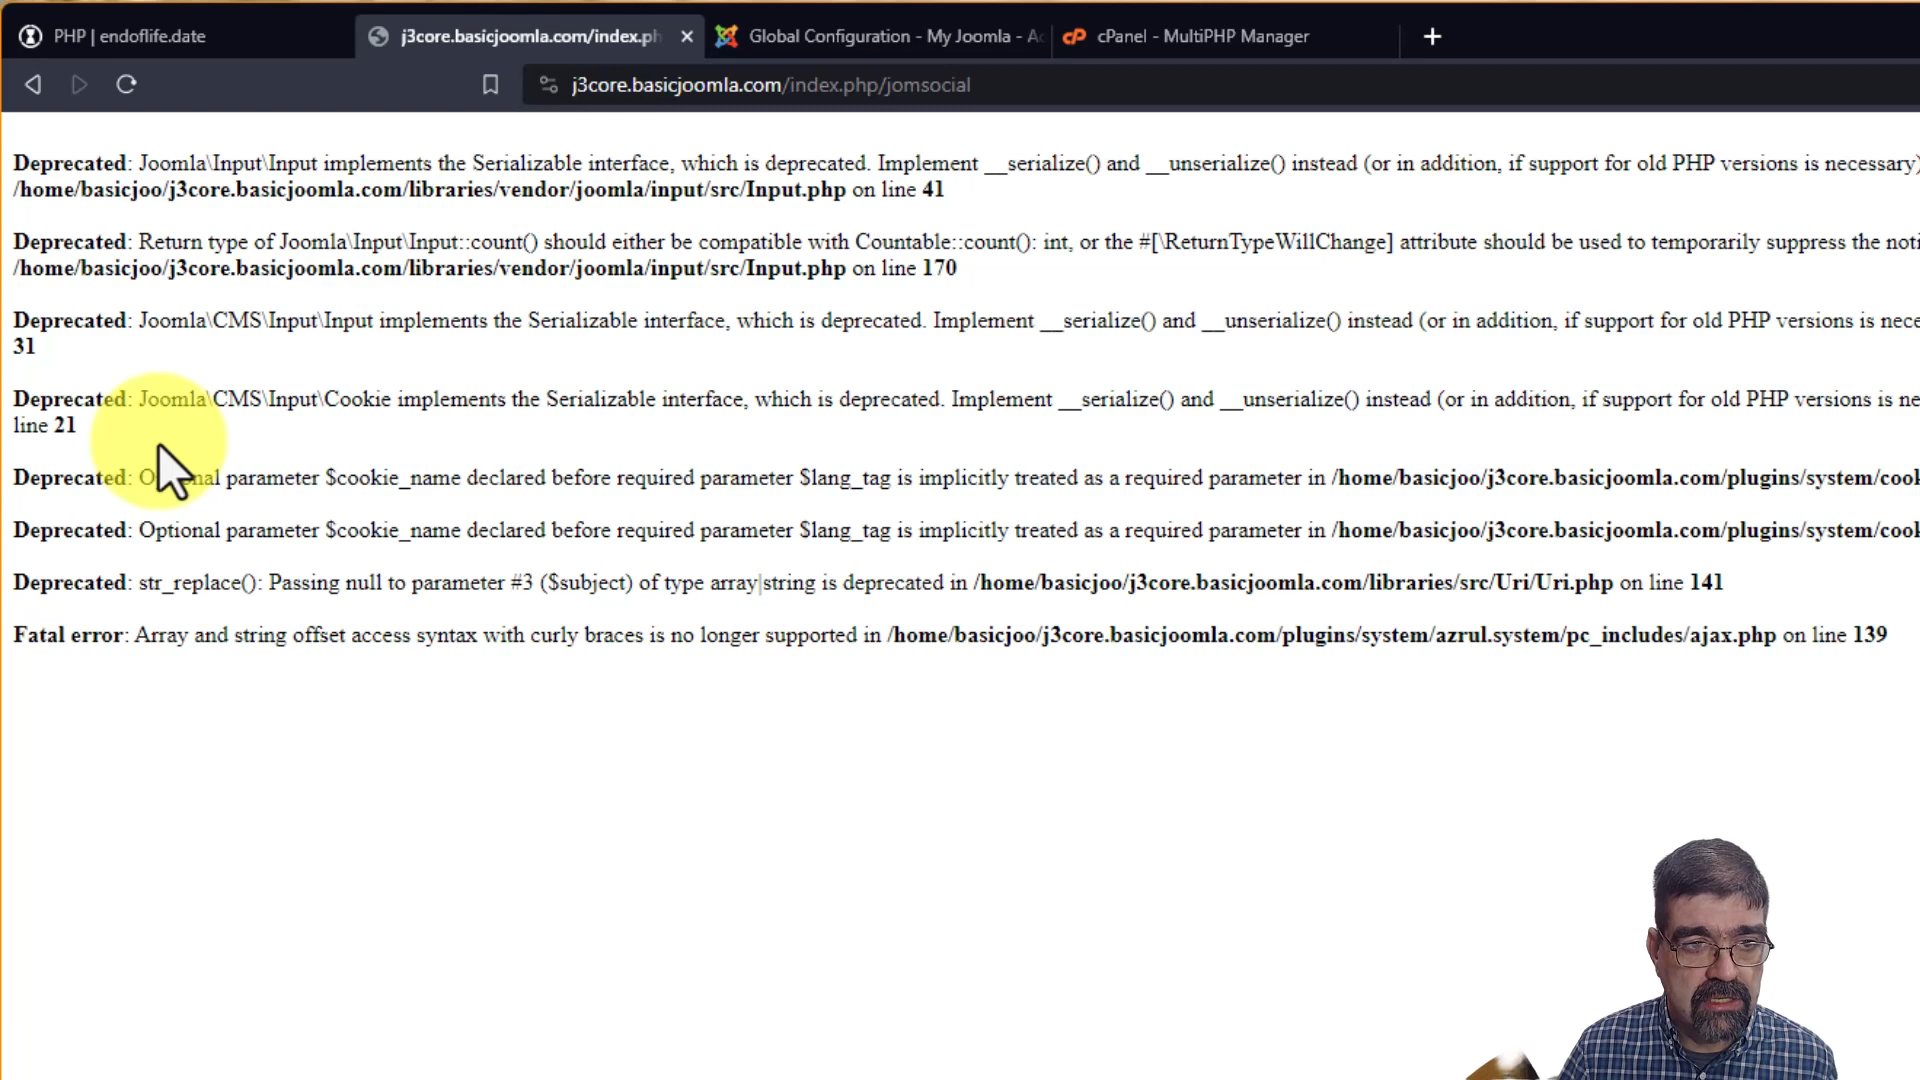 PHP | endoflife.date
j3core.basicjoomla.com/index.ph
Global Configuration - My Joomla - Ac
cPanel - MultiPHP Manager
j3core.basicjoomla.com/index.php/jomsocial
Deprecated: Joomla\Input\Input implements the Serializable interface, which is deprecated. Implement __serialize() and __unserialize() instead (or in addition, if support for old PHP versions is necessary)
/home/basicjoo/j3core.basicjoomla.com/libraries/vendor/joomla/input/src/Input.php on line 41
Deprecated: Return type of Joomla\Input\Input::count() should either be compatible with Countable::count(): int, or the #[\ReturnTypeWillChange] attribute should be used to temporarily suppress the noti
/home/basicjoo/j3core.basicjoomla.com/libraries/vendor/joomla/input/src/Input.php on line 170
Deprecated: Joomla\CMS\Input\Input implements the Serializable interface, which is deprecated. Implement __serialize() and __unserialize() instead (or in addition, if support for old PHP versions is nece
31
Deprecated: Joomla\CMS\Input\Cookie implements the Serializable interface, which is deprecated. Implement __serialize() and __unserialize() instead (or in addition, if support for old PHP versions is ne
line 21
Deprecated: Optional parameter $cookie_name declared before required parameter $lang_tag is implicitly treated as a required parameter in /home/basicjoo/j3core.basicjoomla.com/plugins/system/cook
Deprecated: Optional parameter $cookie_name declared before required parameter $lang_tag is implicitly treated as a required parameter in /home/basicjoo/j3core.basicjoomla.com/plugins/system/cook
Deprecated: str_replace(): Passing null to parameter #3 ($subject) of type array|string is deprecated in /home/basicjoo/j3core.basicjoomla.com/libraries/src/Uri/Uri.php on line 141
Fatal error: Array and string offset access syntax with curly braces is no longer supported in /home/basicjoo/j3core.basicjoomla.com/plugins/system/azrul.system/pc_includes/ajax.php on line 139